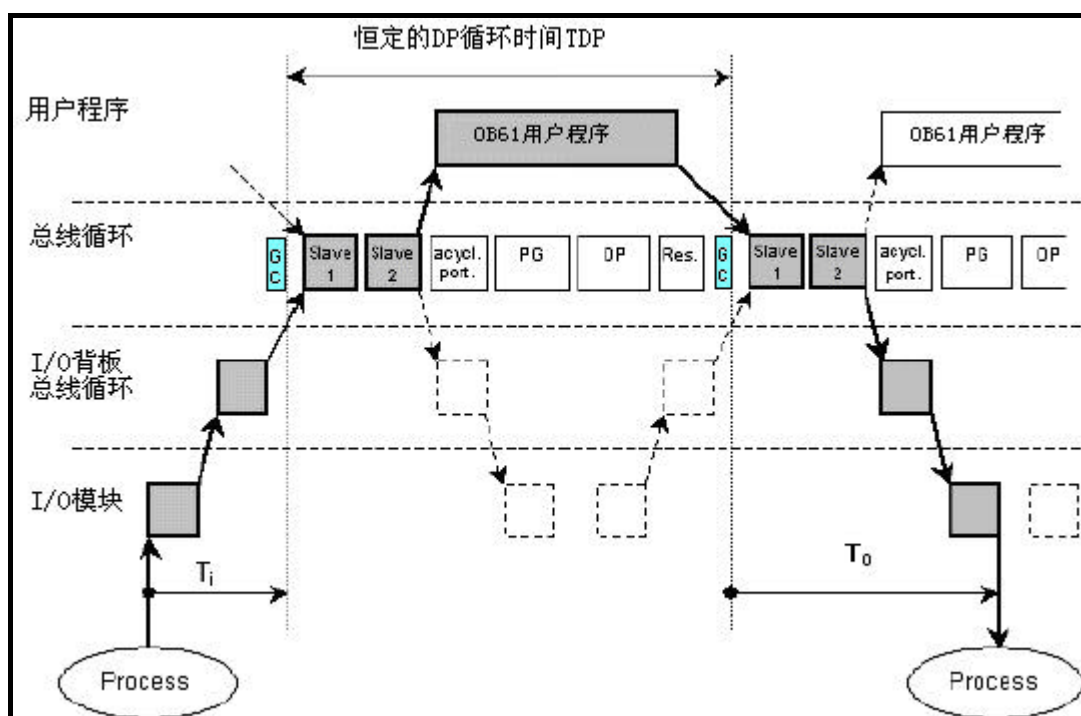 恒定的DP循环时间TDP
用户程序
OB61用户程序
OB61用户程序
总线循环
GC
Slave 1
Slave 2
acycl. port.
PG
OP
Res.
GC
Slave 1
Slave 2
acycl. port.
PG
OP
I/O背板
总线循环
I/O模块
Ti
To
Process
Process